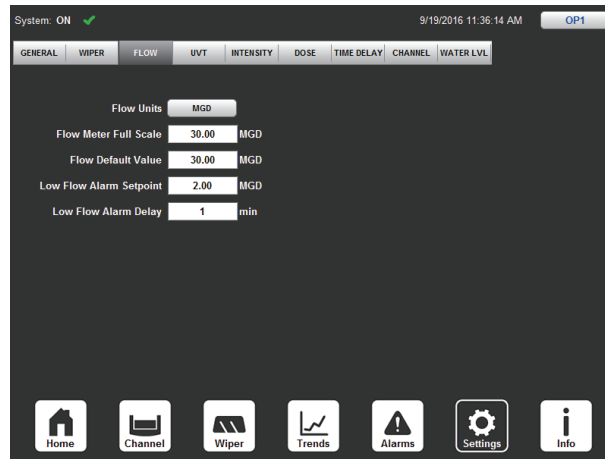 System: ON 9/19/2016 11:36:14 AM OP1
GENERAL WIPER FLOW UVT INTENSITY DOSE TIME DELAY CHANNEL WATER LVL
Flow Units MGD
Flow Meter Full Scale 30.00 MGD
Flow Default Value 30.00 MGD
Low Flow Alarm Setpoint 2.00 MGD
Low Flow Alarm Delay 1 min
Home Channel Wiper Trends Alarms Settings Info